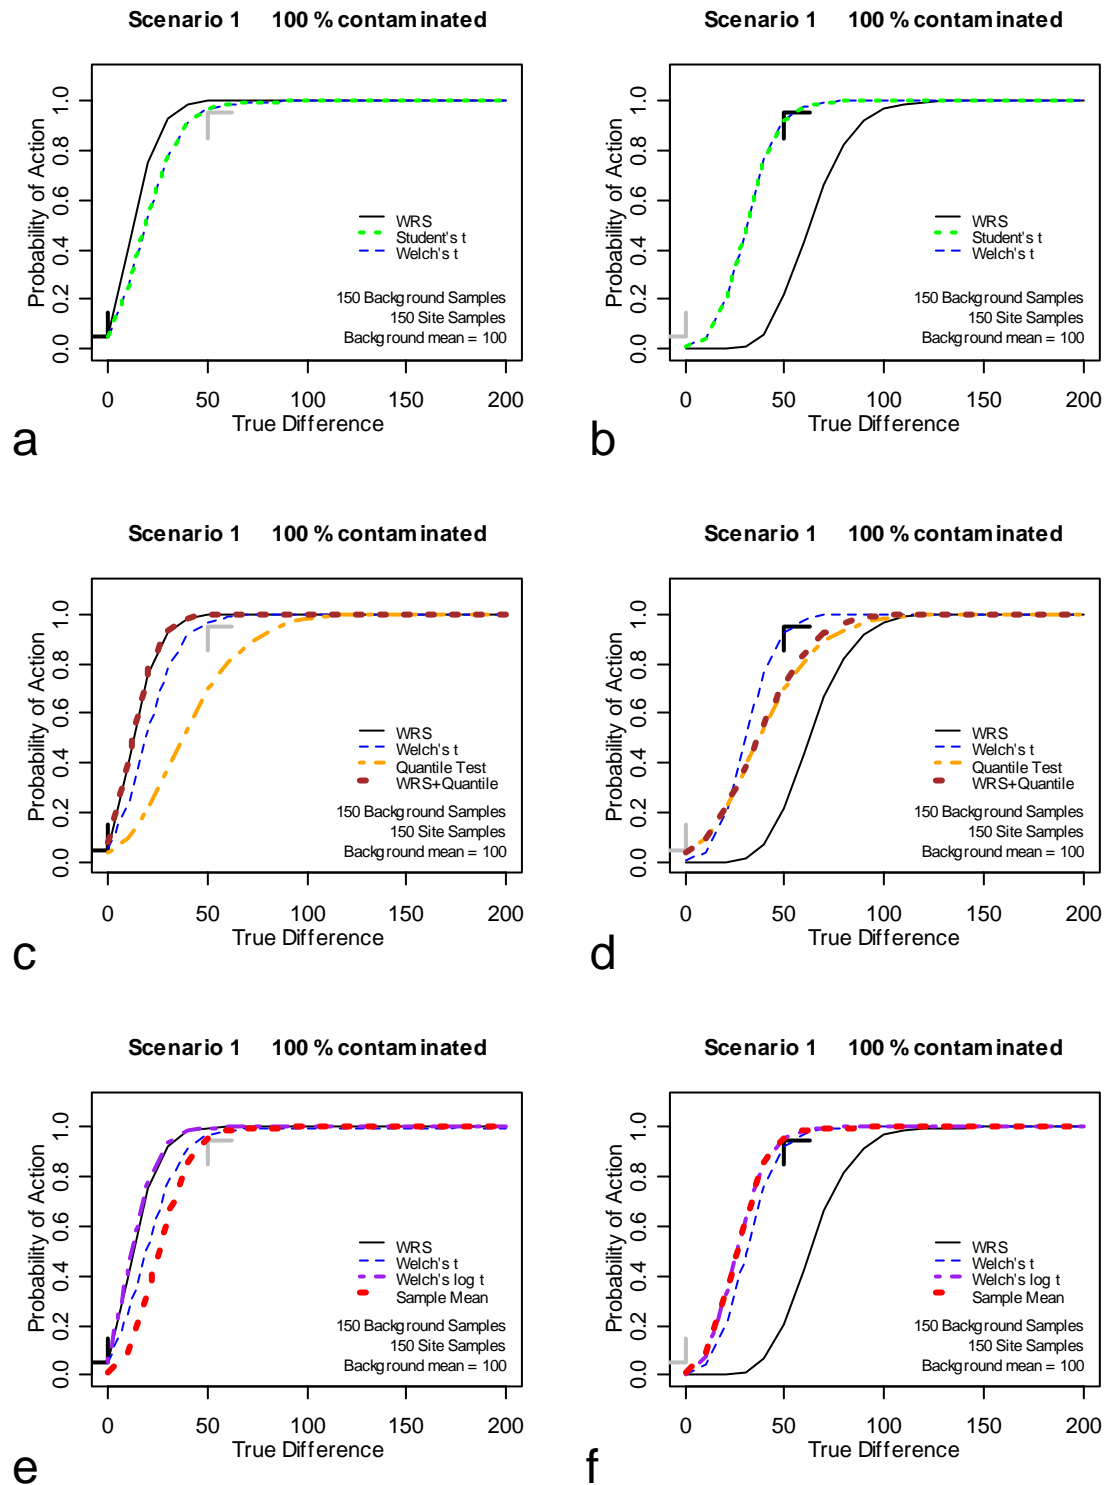 Scenario 1 100 % contaminated
Probability of Action
0.0 0.2 0.4 0.6 0.8 1.0
WRS
Student's t
Welch's t
150 Background Samples
150 Site Samples
Background mean = 100
0 50 100 150 200
True Difference
a
Scenario 1 100 % contaminated
Probability of Action
0.0 0.2 0.4 0.6 0.8 1.0
WRS
Student's t
Welch's t
150 Background Samples
150 Site Samples
Background mean = 100
0 50 100 150 200
True Difference
b
Scenario 1 100 % contaminated
Probability of Action
0.0 0.2 0.4 0.6 0.8 1.0
WRS
Welch's t
Quantile Test
WRS+Quantile
150 Background Samples
150 Site Samples
Background mean = 100
0 50 100 150 200
True Difference
c
Scenario 1 100 % contaminated
Probability of Action
0.0 0.2 0.4 0.6 0.8 1.0
WRS
Welch's t
Quantile Test
WRS+Quantile
150 Background Samples
150 Site Samples
Background mean = 100
0 50 100 150 200
True Difference
d
Scenario 1 100 % contaminated
Probability of Action
0.0 0.2 0.4 0.6 0.8 1.0
WRS
Welch's t
Welch's log t
Sample Mean
150 Background Samples
150 Site Samples
Background mean = 100
0 50 100 150 200
True Difference
e
Scenario 1 100 % contaminated
Probability of Action
0.0 0.2 0.4 0.6 0.8 1.0
WRS
Welch's t
Welch's log t
Sample Mean
150 Background Samples
150 Site Samples
Background mean = 100
0 50 100 150 200
True Difference
f